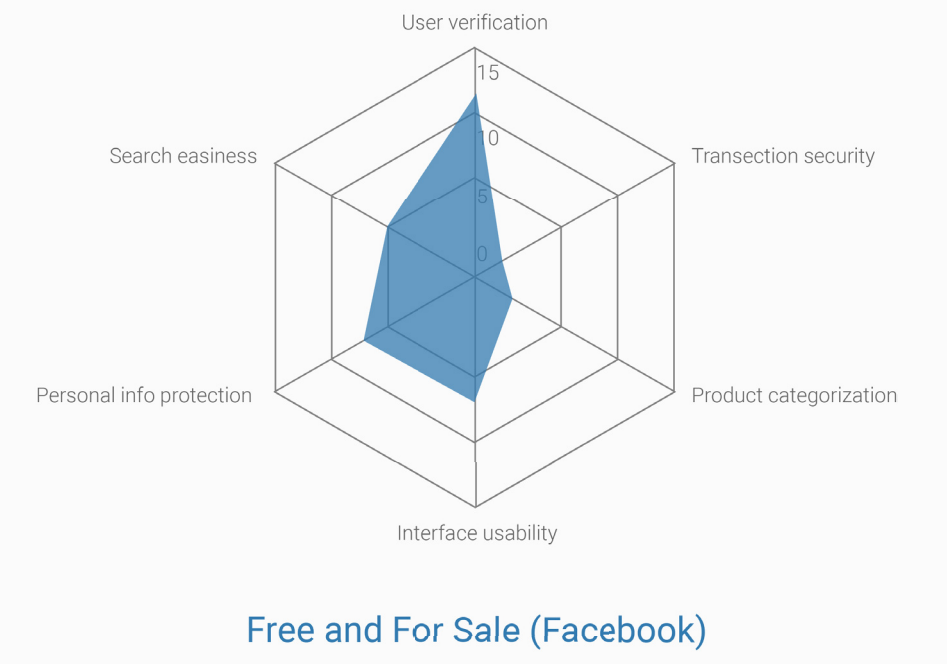 User verification
15
10
Search easiness
Transection security
5
0
Personal info protection
Product categorization
Interface usability
Free and For Sale (Facebook)